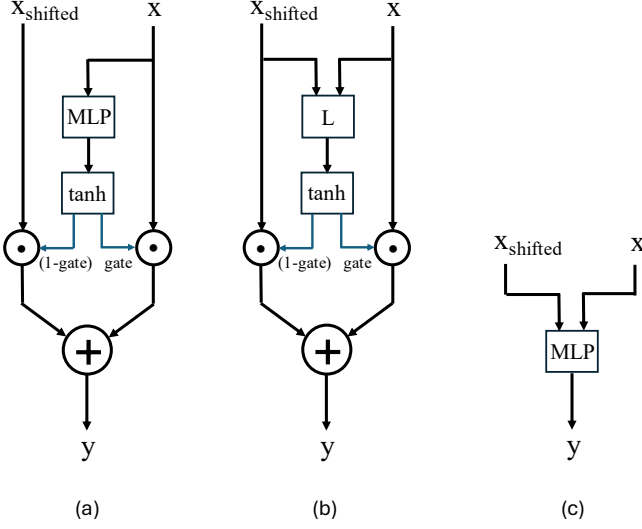 x_shifted x
MLP
tanh
(1-gate) gate
+
y
(a)
x_shifted x
L
tanh
(1-gate) gate
+
y
(b)
x_shifted x
MLP
y
(c)